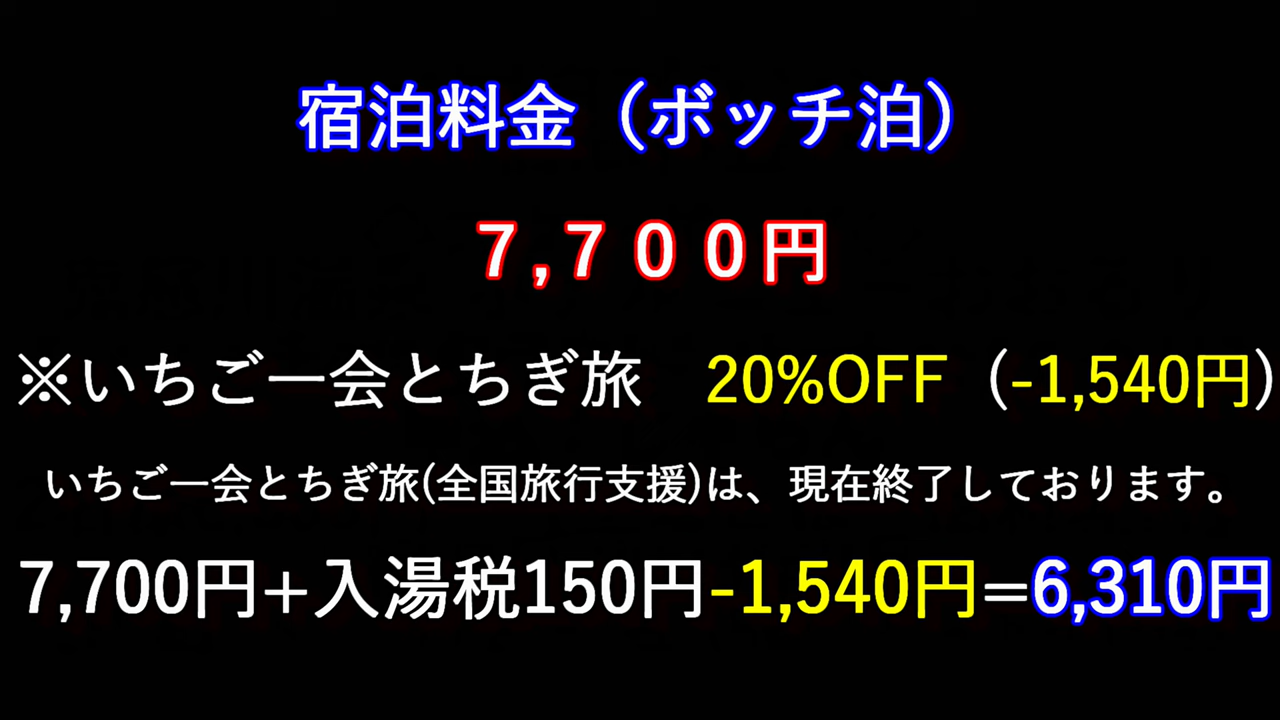 宿泊料金（ボッチ泊）
７,７００円
※いちご一会とちぎ旅　20%OFF（-1,540円）
いちご一会とちぎ旅(全国旅行支援)は、現在終了しております。
7,700円+入湯税150円-1,540円=6,310円